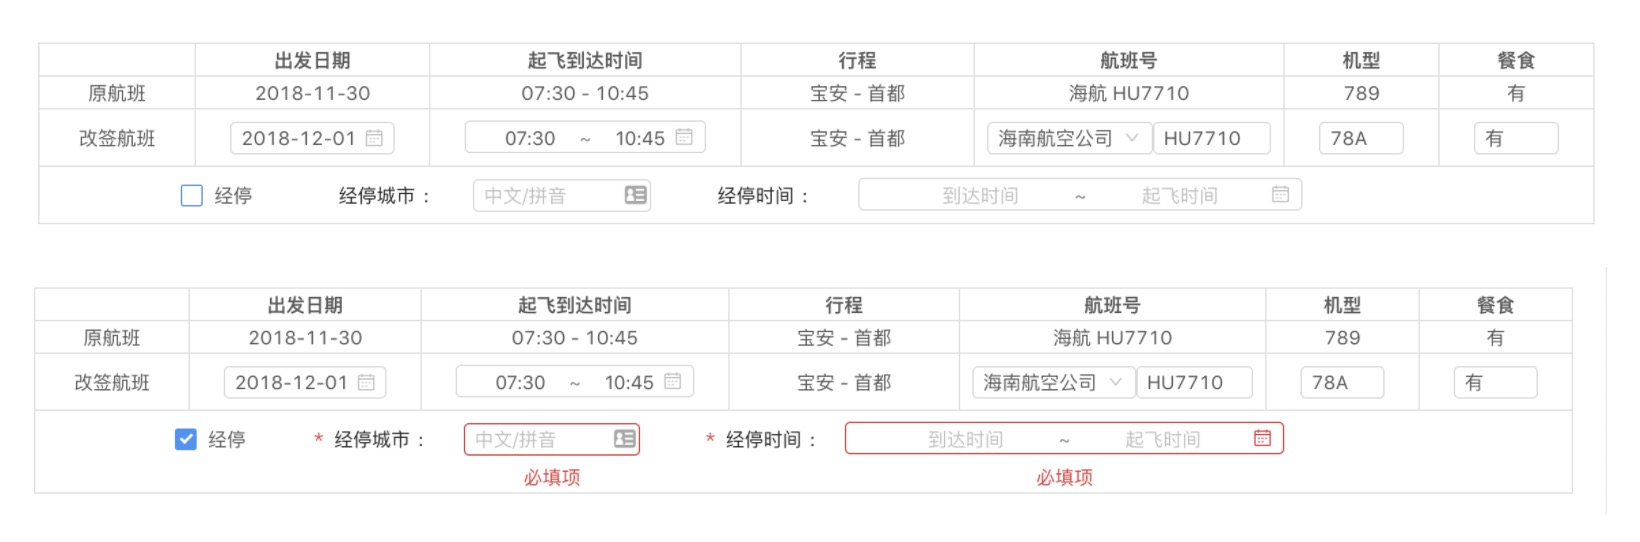 出发日期 起飞到达时间 行程 航班号 机型 餐食
原航班 2018-11-30 07:30 - 10:45 宝安 - 首都 海航 HU7710 789 有
改签航班 2018-12-01 07:30 ~ 10:45 宝安 - 首都 海南航空公司 HU7710 78A 有
经停 经停城市： 中文/拼音 经停时间： 到达时间 ~ 起飞时间
出发日期 起飞到达时间 行程 航班号 机型 餐食
原航班 2018-11-30 07:30 - 10:45 宝安 - 首都 海航 HU7710 789 有
改签航班 2018-12-01 07:30 ~ 10:45 宝安 - 首都 海南航空公司 HU7710 78A 有
经停 * 经停城市： 中文/拼音 * 经停时间： 到达时间 ~ 起飞时间
必填项 必填项